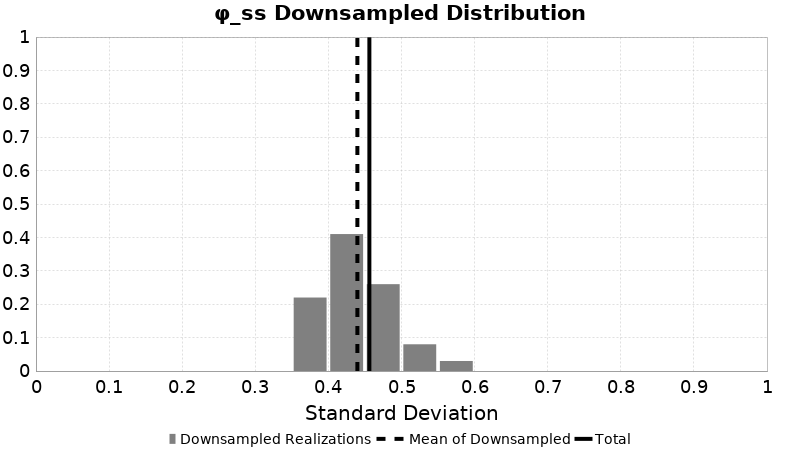 φ_ss Downsampled Distribution
1
0.9
0.8
0.7
0.6
0.5
0.4
0.3
0.2
0.1
0
0 0.1 0.2 0.3 0.4 0.5 0.6 0.7 0.8 0.9 1
Standard Deviation
Downsampled Realizations Mean of Downsampled Total